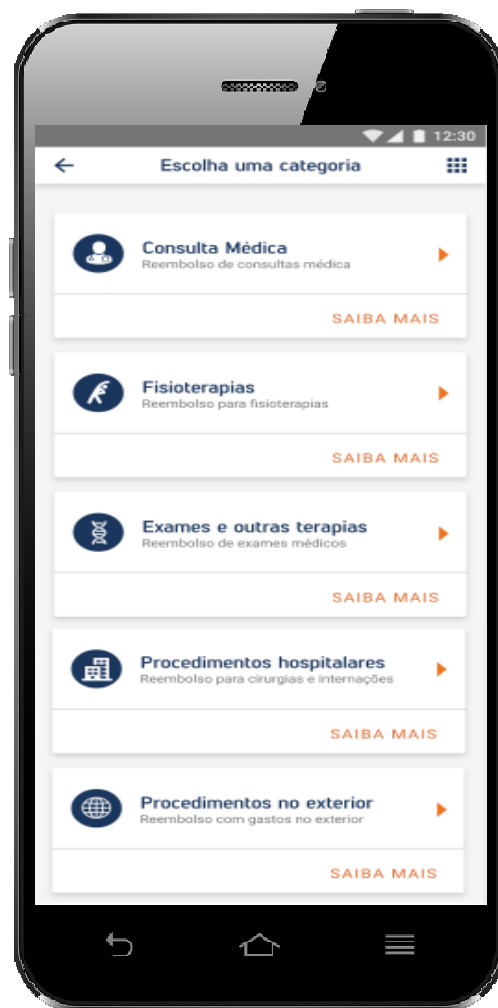 12:30
Escolha uma categoria
Consulta Médica
Reembolso de consultas médica
SAIBA MAIS
Fisioterapias
Reembolso para fisioterapias
SAIBA MAIS
Exames e outras terapias
Reembolso de exames médicos
SAIBA MAIS
Procedimentos hospitalares
Reembolso para cirurgias e internações
SAIBA MAIS
Procedimentos no exterior
Reembolso com gastos no exterior
SAIBA MAIS